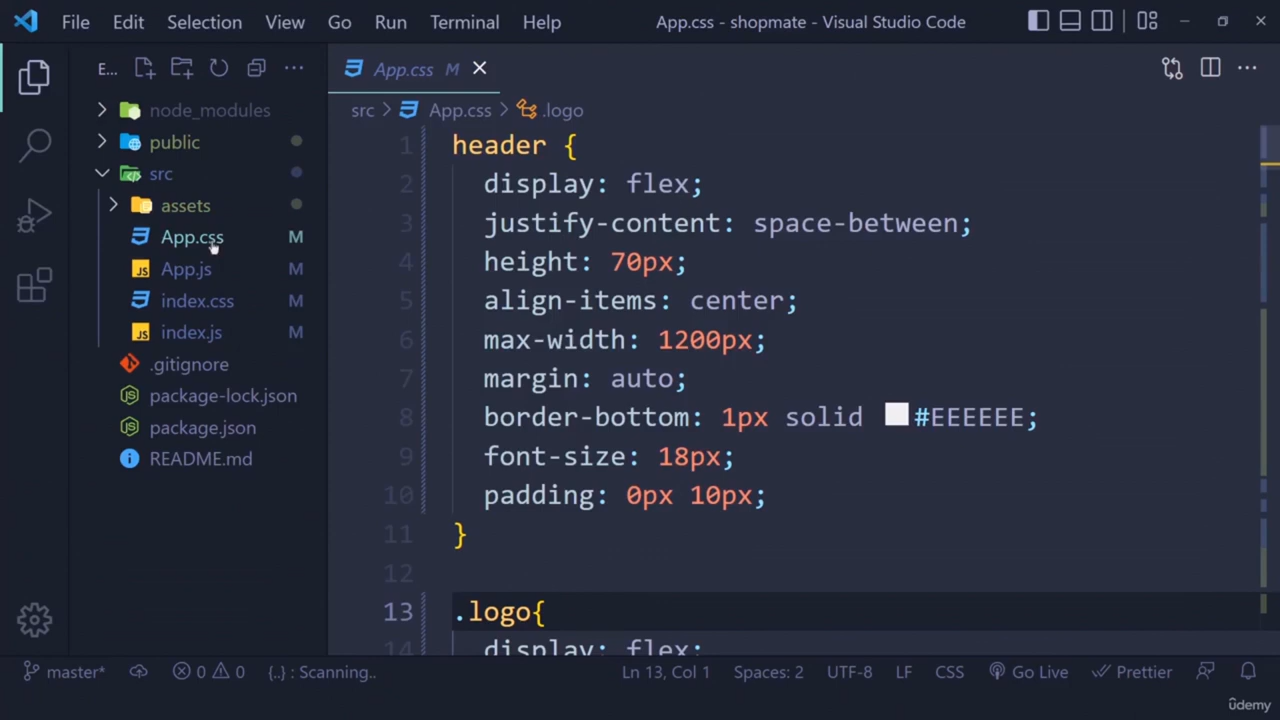 File Edit Selection View Go Run Terminal Help App.css - shopmate - Visual Studio Code
E...
App.css M
node_modules
public
src
assets
App.css M
App.js M
index.css M
index.js M
.gitignore
package-lock.json
package.json
README.md
src > App.css > .logo
1 header {
2 display: flex;
3 justify-content: space-between;
4 height: 70px;
5 align-items: center;
6 max-width: 1200px;
7 margin: auto;
8 border-bottom: 1px solid #EEEEEE;
9 font-size: 18px;
10 padding: 0px 10px;
11 }
12
13 .logo{
14 display: flex;
master* 0 0 {..} : Scanning.. Ln 13, Col 1 Spaces: 2 UTF-8 LF CSS Go Live Prettier
udemy